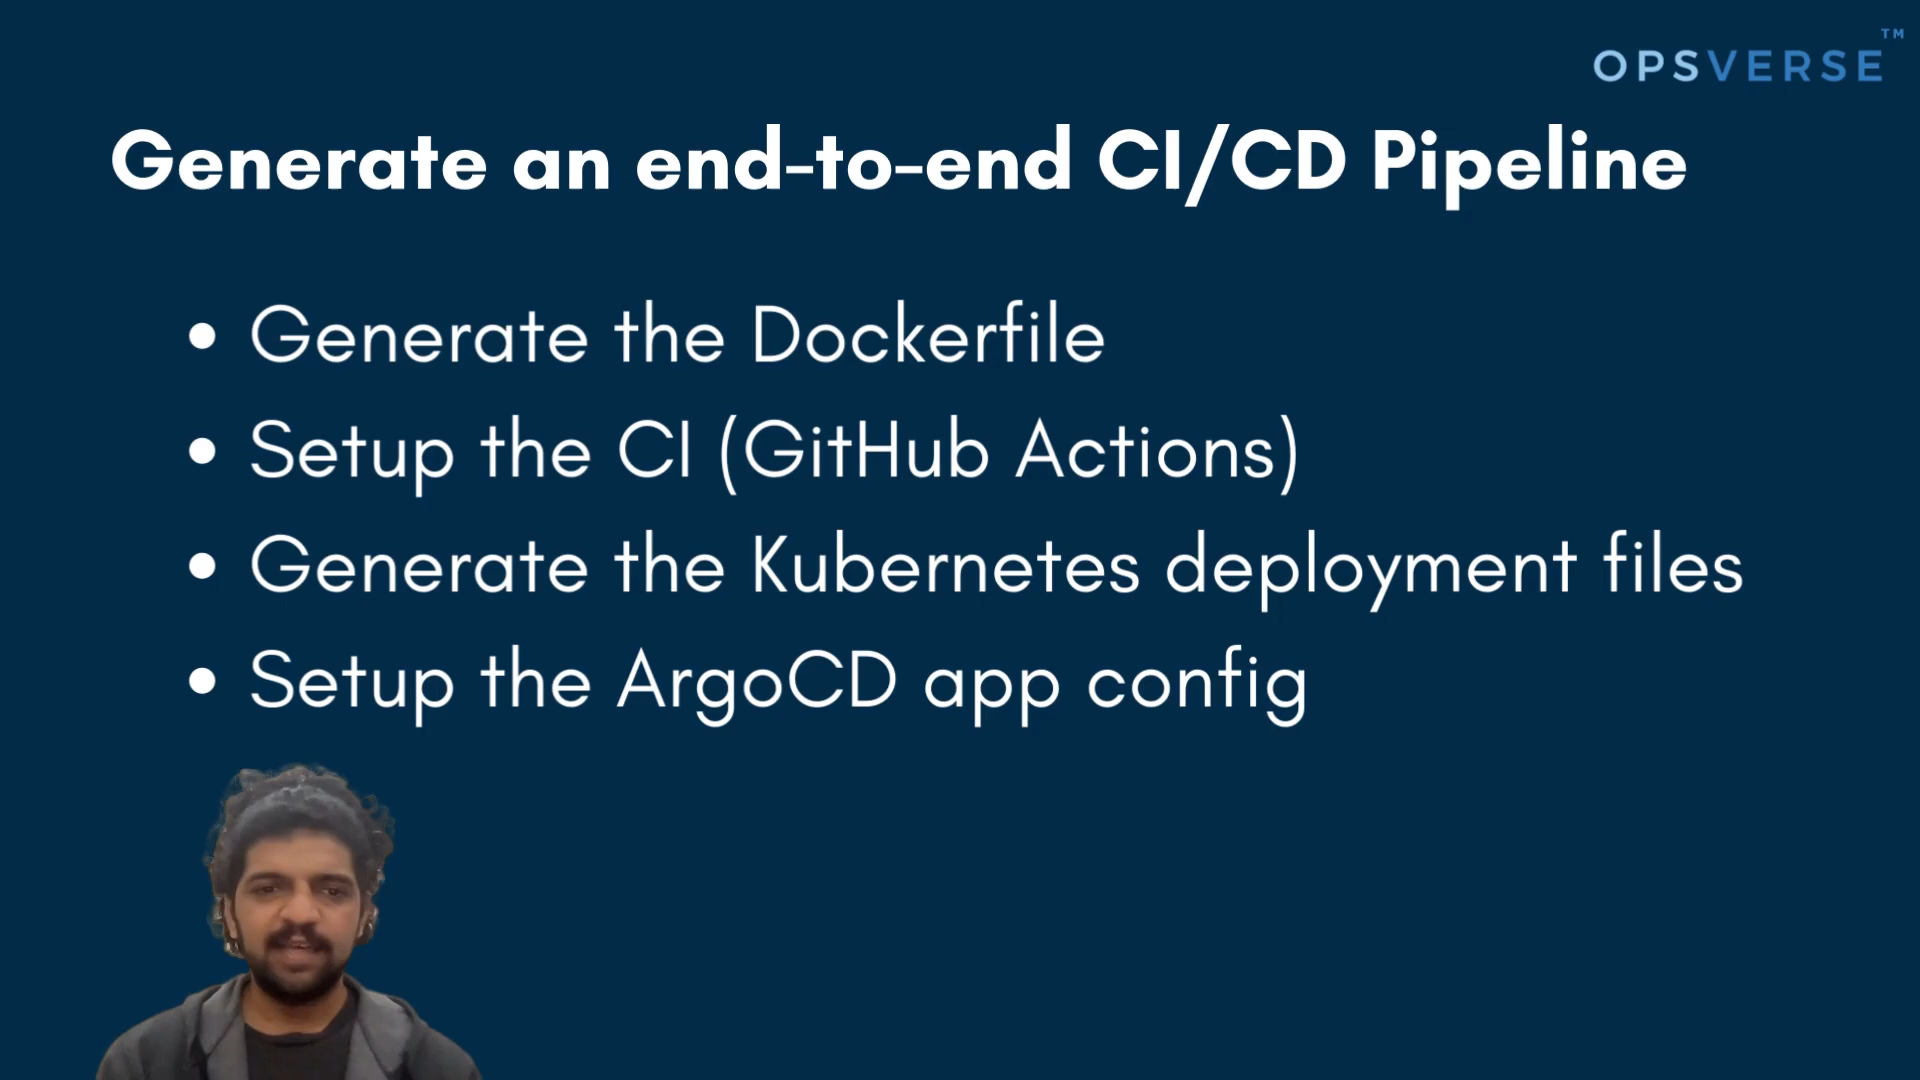 OPSVERSE™
Generate an end-to-end CI/CD Pipeline
• Generate the Dockerfile
• Setup the CI (GitHub Actions)
• Generate the Kubernetes deployment files
• Setup the ArgoCD app config